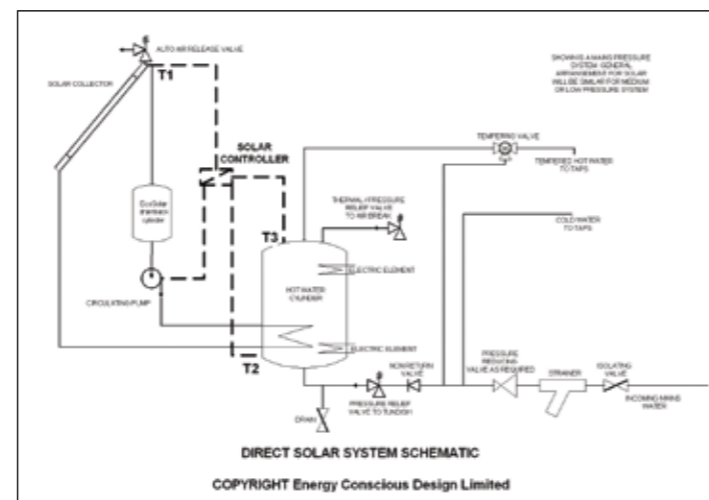 AUTO AIR RELEASE VALVE
SOLAR COLLECTOR
T1
SHOWING A MAINS PRESSURE
SYSTEM. GENERAL
ARRANGEMENT FOR SOLAR
WILL BE SIMILAR FOR MEDIUM
OR LOW PRESSURE SYSTEM
TEMPERING VALVE
TEMPERED HOT WATER
TO TAPS
SOLAR
CONTROLLER
drainback
cylinder
THERMAL / PRESSURE
RELIEF VALVE
TO AIR BREAK
COLD WATER
TO TAPS
T3
ELECTRIC ELEMENT
HOT WATER
CYLINDER
CIRCULATING PUMP
ELECTRIC ELEMENT
T2
NON RETURN
VALVE
PRESSURE
REDUCING
VALVE AS REQUIRED
STRAINER
ISOLATING
VALVE
INCOMING MAINS
WATER
PRESSURE RELIEF
VALVE TO TUNDISH
DRAIN
DIRECT SOLAR SYSTEM SCHEMATIC
COPYRIGHT Energy Conscious Design Limited